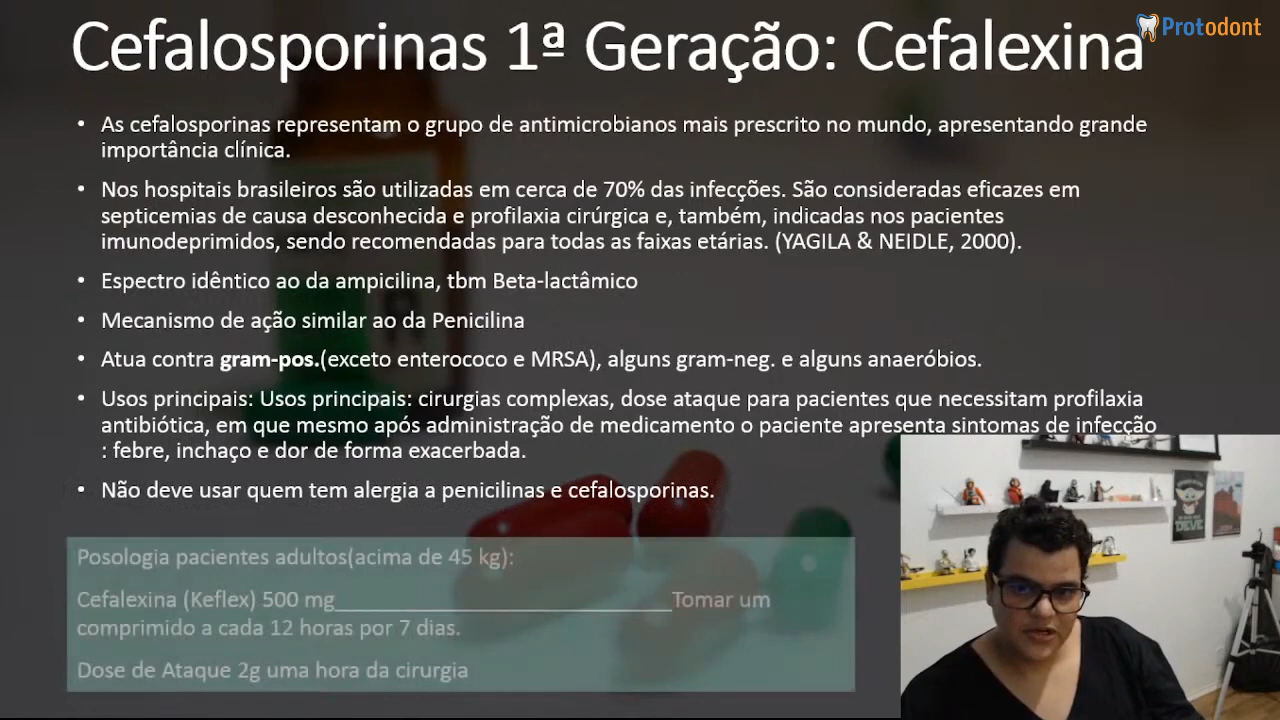 Cefalosporinas 1ª Geração: Cefalexina
Protodont
• As cefalosporinas representam o grupo de antimicrobianos mais prescrito no mundo, apresentando grande
importância clínica.
• Nos hospitais brasileiros são utilizadas em cerca de 70% das infecções. São consideradas eficazes em
septicemias de causa desconhecida e profilaxia cirúrgica e, também, indicadas nos pacientes
imunodeprimidos, sendo recomendadas para todas as faixas etárias. (YAGILA & NEIDLE, 2000).
• Espectro idêntico ao da ampicilina, tbm Beta-lactâmico
• Mecanismo de ação similar ao da Penicilina
• Atua contra gram-pos.(exceto enterococo e MRSA), alguns gram-neg. e alguns anaeróbios.
• Usos principais: Usos principais: cirurgias complexas, dose ataque para pacientes que necessitam profilaxia
antibiótica, em que mesmo após administração de medicamento o paciente apresenta sintomas de infecção
: febre, inchaço e dor de forma exacerbada.
• Não deve usar quem tem alergia a penicilinas e cefalosporinas.
Posologia pacientes adultos(acima de 45 kg):
Cefalexina (Keflex) 500 mg____________________________Tomar um
comprimido a cada 12 horas por 7 dias.
Dose de Ataque 2g uma hora da cirurgia
DEVE